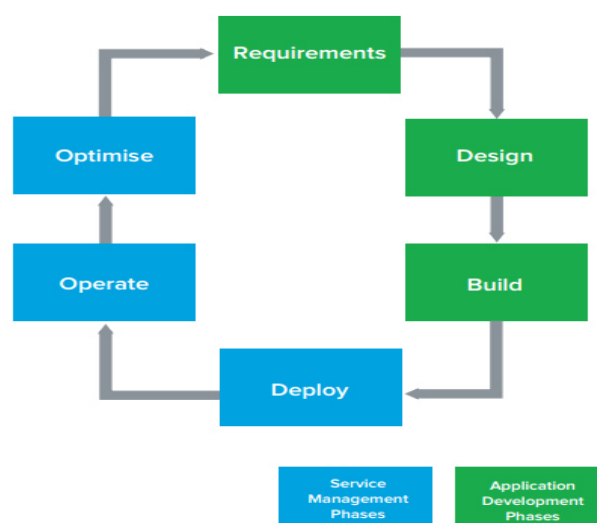 Requirements
Optimise
Design
Operate
Build
Deploy
Service
Management
Phases
Application
Development
Phases